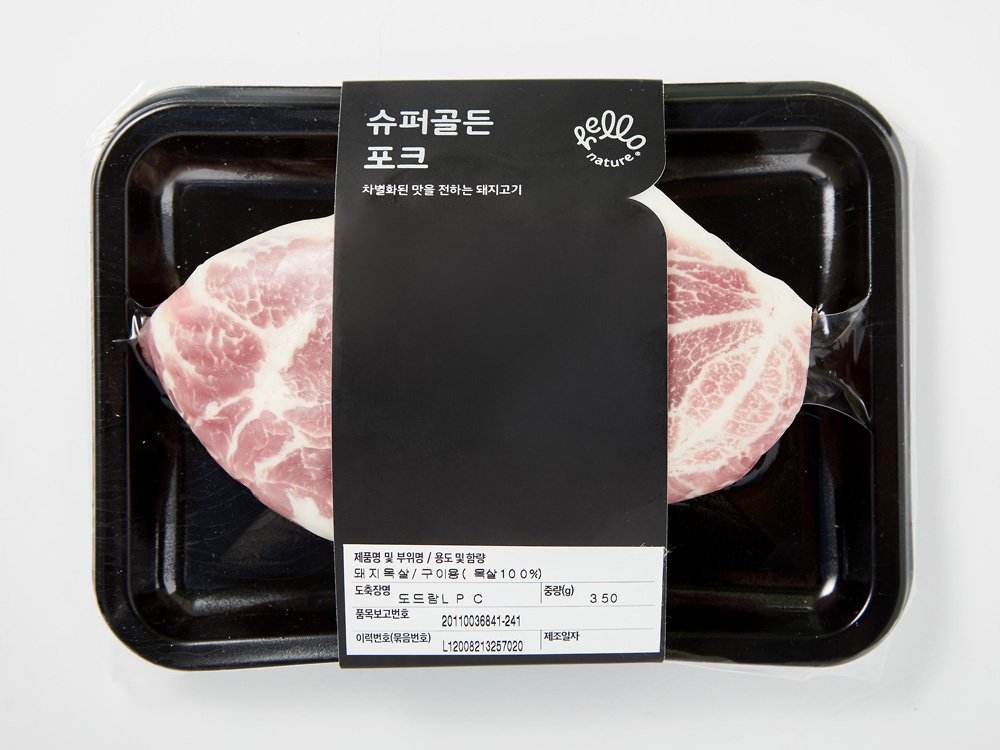 슈퍼골든
포크
차별화된 맛을 전하는 돼지고기
hello
nature®
제품명 및 부위명 / 용도 및 함량
돼지목살/구이용( 목살100%)
도축장명 도드람L P C 중량(g) 350
품목보고번호 20110036841-241
이력번호(묶음번호) L12008213257020 제조일자